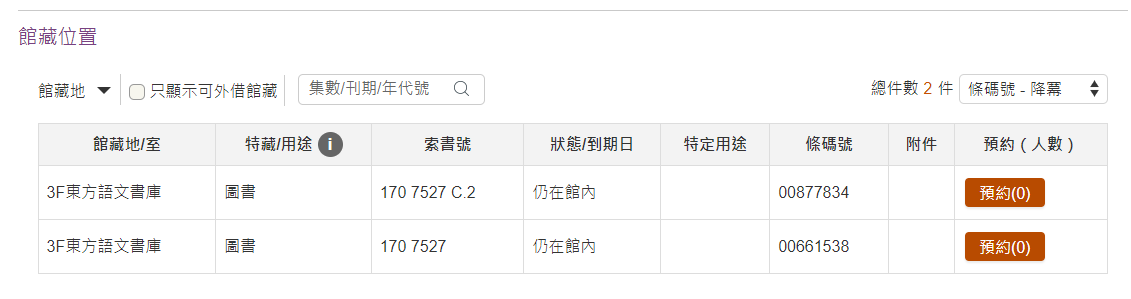 館藏位置
館藏地 只顯示可外借館藏 集數/刊期/年代號 總件數 2 件 條碼號 - 降冪
館藏地/室 特藏/用途 i 索書號 狀態/到期日 特定用途 條碼號 附件 預約 ( 人數 )
3F東方語文書庫 圖書 170 7527 C.2 仍在館內 00877834 預約(0)
3F東方語文書庫 圖書 170 7527 仍在館內 00661538 預約(0)